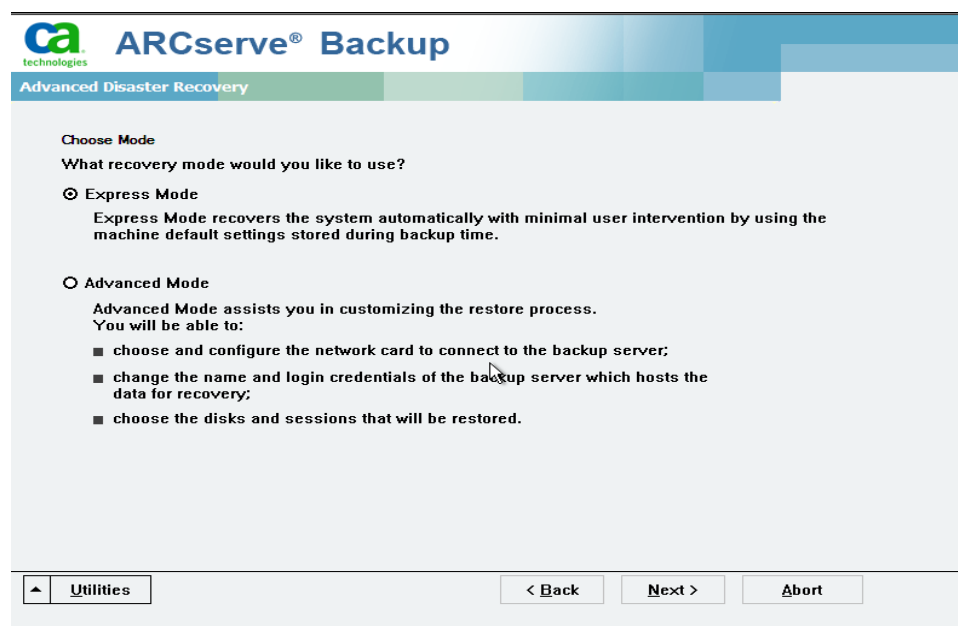 ca
technologies
ARCserve® Backup
Advanced Disaster Recovery
Choose Mode
What recovery mode would you like to use?
Express Mode
Express Mode recovers the system automatically with minimal user intervention by using the
machine default settings stored during backup time.
Advanced Mode
Advanced Mode assists you in customizing the restore process.
You will be able to:
choose and configure the network card to connect to the backup server;
change the name and login credentials of the backup server which hosts the
data for recovery;
choose the disks and sessions that will be restored.
Utilities
< Back
Next >
Abort